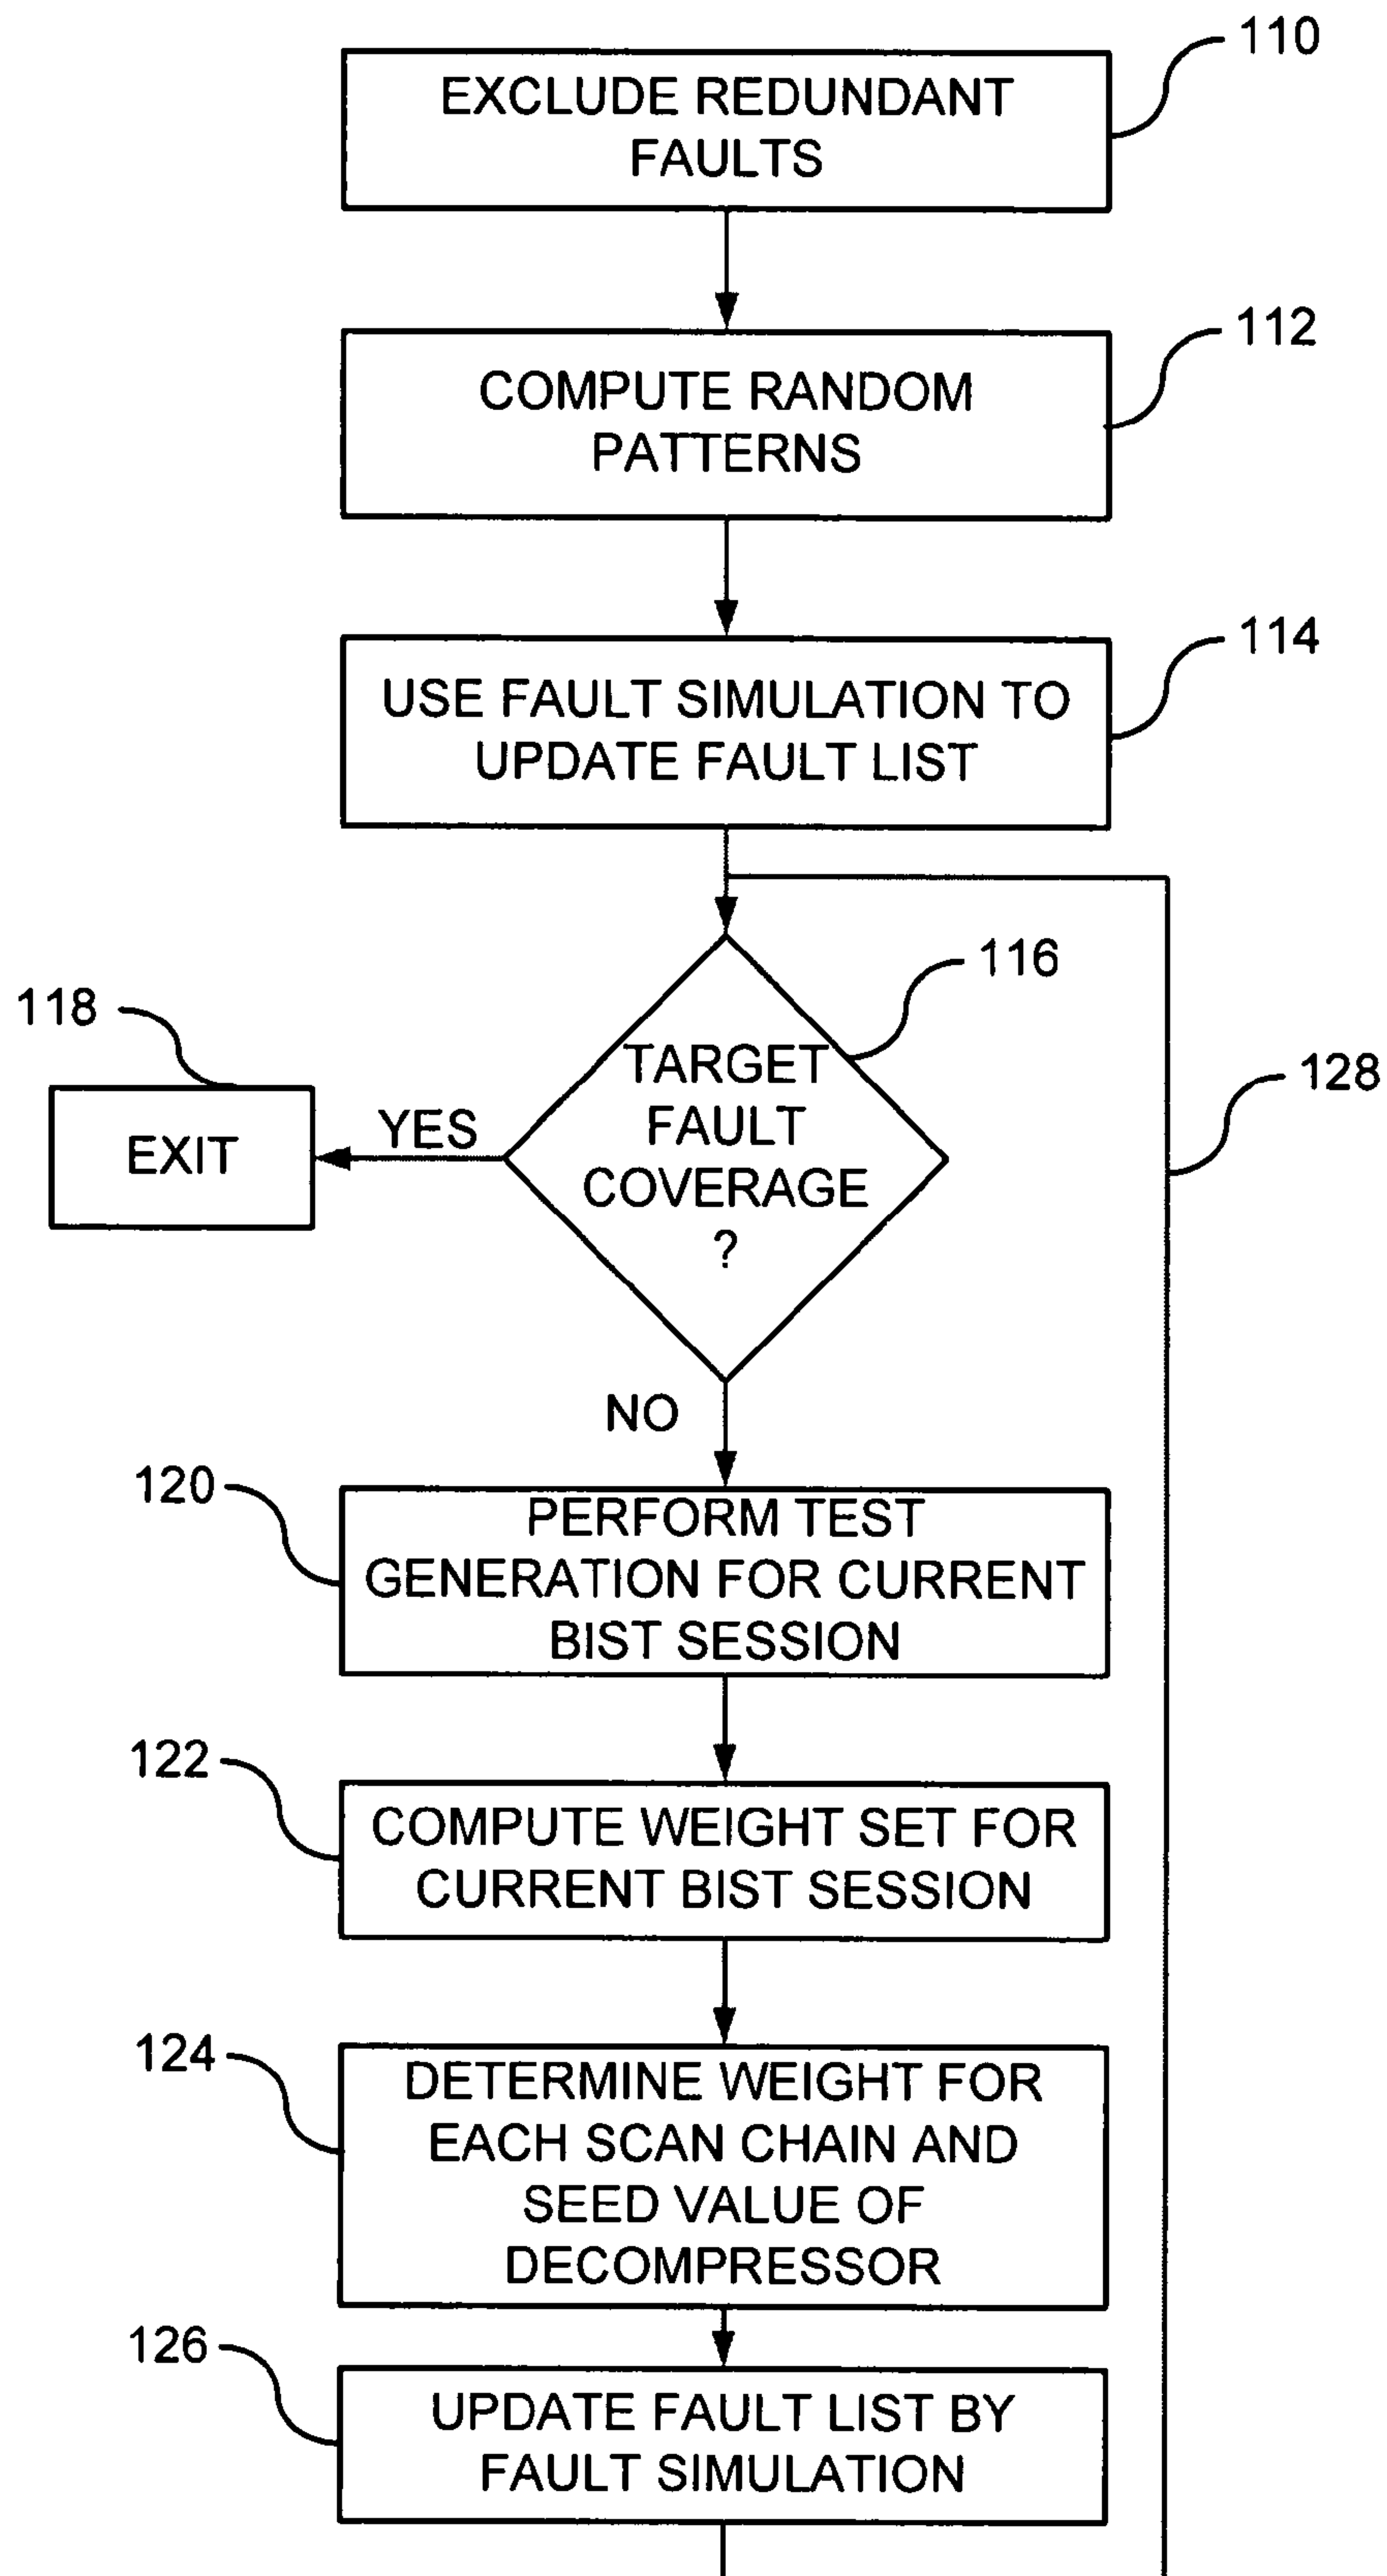 110
EXCLUDE REDUNDANT
FAULTS
112
COMPUTE RANDOM
PATTERNS
114
USE FAULT SIMULATION TO
UPDATE FAULT LIST
116
118
TARGET
FAULT
COVERAGE
?
128
YES
EXIT
NO
120
PERFORM TEST
GENERATION FOR CURRENT
BIST SESSION
122
COMPUTE WEIGHT SET FOR
CURRENT BIST SESSION
124
DETERMINE WEIGHT FOR
EACH SCAN CHAIN AND
SEED VALUE OF
DECOMPRESSOR
126
UPDATE FAULT LIST BY
FAULT SIMULATION